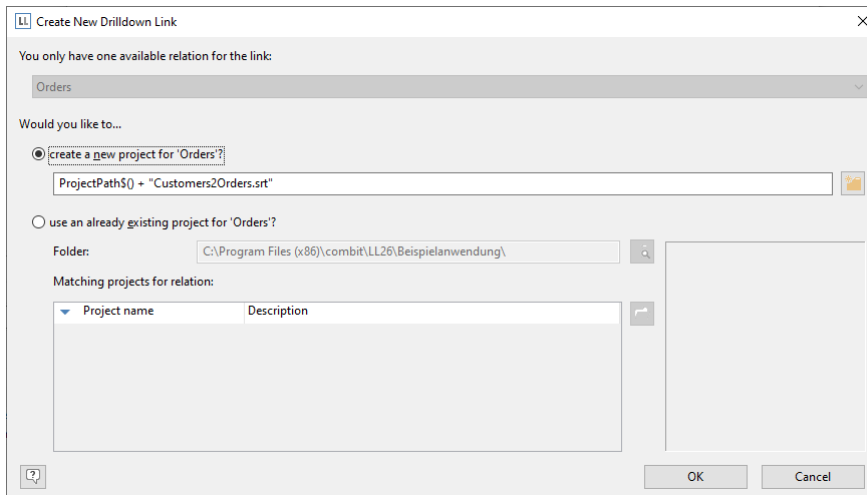 LL Create New Drilldown Link
You only have one available relation for the link:
Orders
Would you like to...
create a new project for 'Orders'?
ProjectPath$() + "Customers2Orders.srt"
use an already existing project for 'Orders'?
Folder: C:\Program Files (x86)\combit\LL26\Beispielanwendung\
Matching projects for relation:
Project name Description
OK Cancel